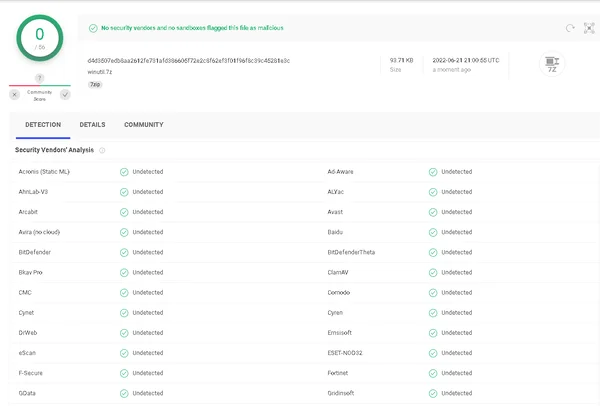 0
/ 56
No security vendors and no sandboxes flagged this file as malicious
winutil.7z
7zip
93.71 KB
Size
2022-06-21 21:00:55 UTC
a moment ago
7Z
?
Community
Score
DETECTION DETAILS COMMUNITY
Security Vendors' Analysis
Acronis (Static ML) Undetected Ad-Aware Undetected
AhnLab-V3 Undetected ALYac Undetected
Arcabit Undetected Avast Undetected
Avira (no cloud) Undetected Baidu Undetected
BitDefender Undetected BitDefenderTheta Undetected
Bkav Pro Undetected ClamAV Undetected
CMC Undetected Comodo Undetected
Cynet Undetected Cyren Undetected
DrWeb Undetected Emsisoft Undetected
eScan Undetected ESET-NOD32 Undetected
F-Secure Undetected Fortinet Undetected
GData Undetected Gridinsoft Undetected